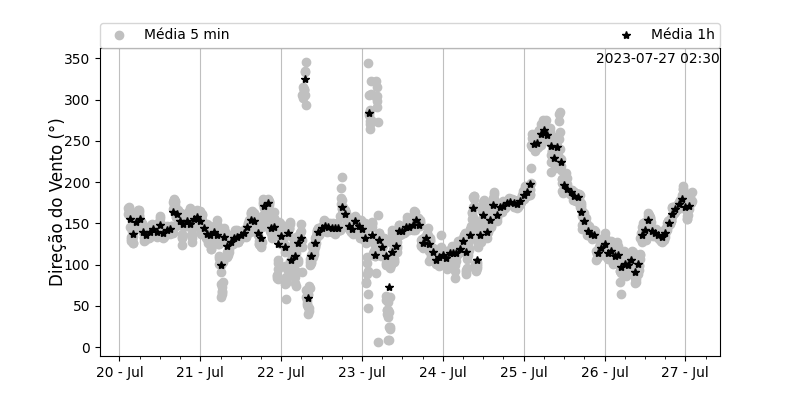 Média 5 min
Média 1h
2023-07-27 02:30
Direção do Vento (°)
350
300
250
200
150
100
50
0
20 - Jul
21 - Jul
22 - Jul
23 - Jul
24 - Jul
25 - Jul
26 - Jul
27 - Jul